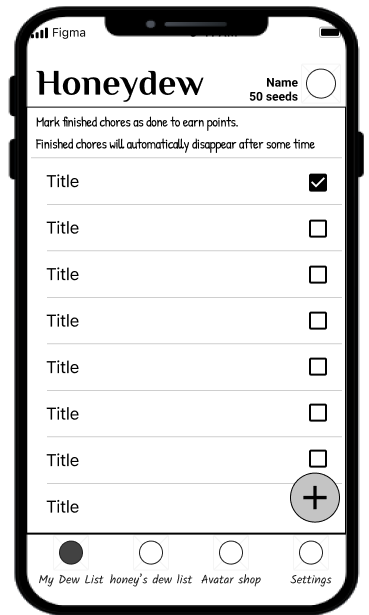 Figma
Honeydew
Name
50 seeds
Mark finished chores as done to earn points.
Finished chores will automatically disappear after some time
Title
Title
Title
Title
Title
Title
Title
Title
My Dew List honey's dew list Avatar shop Settings